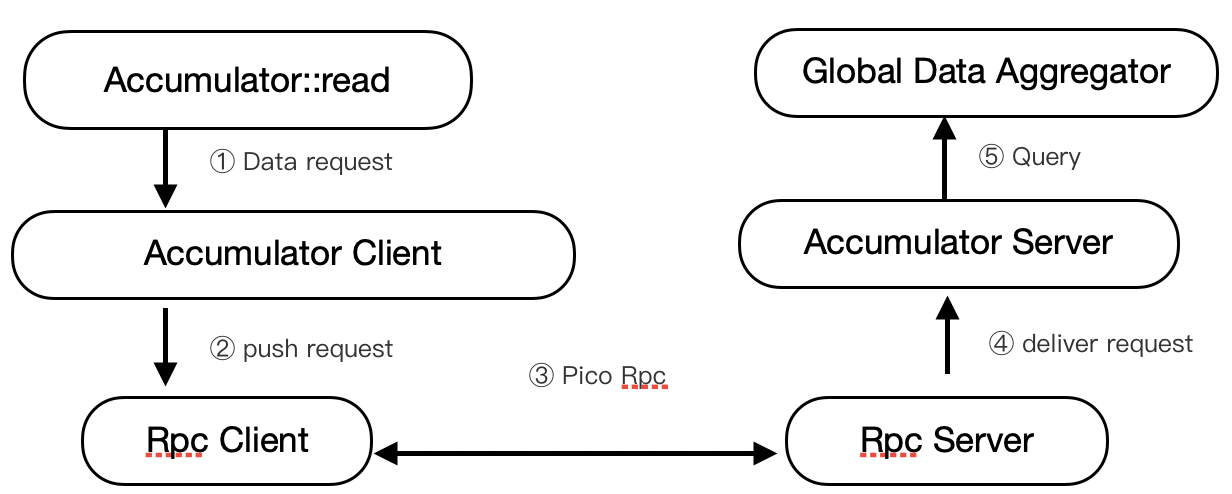 Accumulator::read
① Data request
Accumulator Client
② push request
Rpc Client
③ Pico Rpc
Rpc Server
④ deliver request
Accumulator Server
⑤ Query
Global Data Aggregator